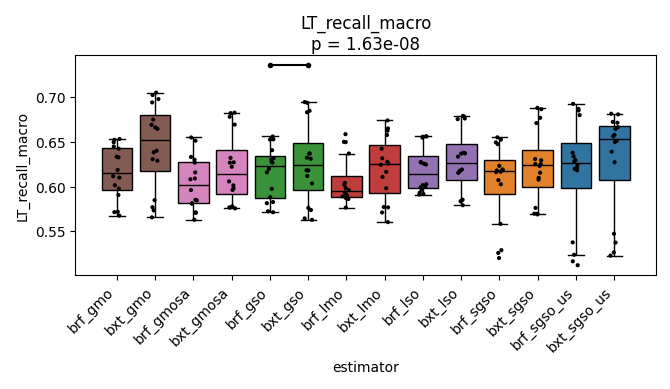 LT_recall_macro
p = 1.63e-08
LT_recall_macro
0.70
0.65
0.60
0.55
brf_gmo
bxt_gmo
brf_gmosa
bxt_gmosa
brf_gso
bxt_gso
brf_lmo
bxt_lmo
brf_lso
bxt_lso
brf_sgso
bxt_sgso
brf_sgso_us
bxt_sgso_us
estimator